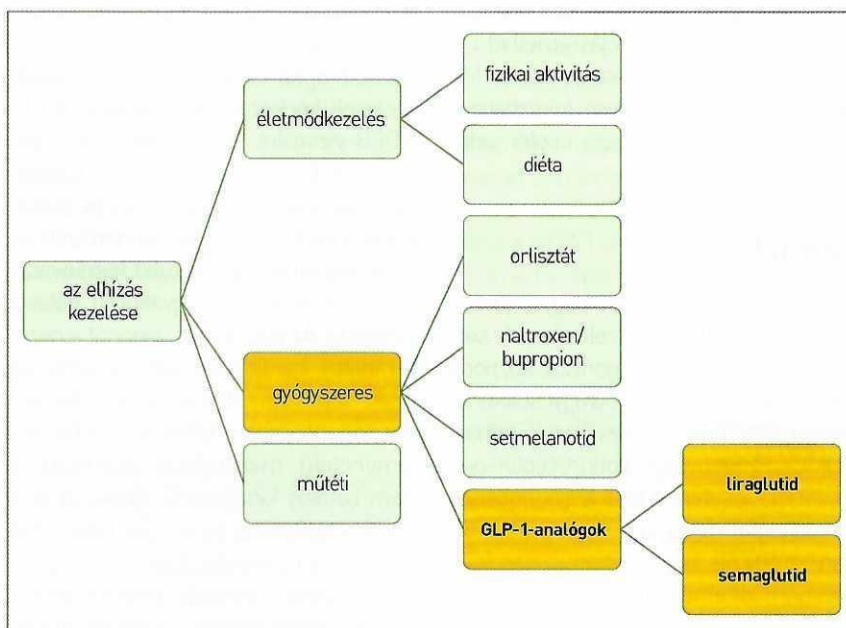 az elhízás
kezelése
életmódkezelés
fizikai aktivitás
diéta
gyógyszeres
orlisztát
naltroxen/
bupropion
setmelanotid
GLP-1-analógok
liraglutid
semaglutid
műtéti